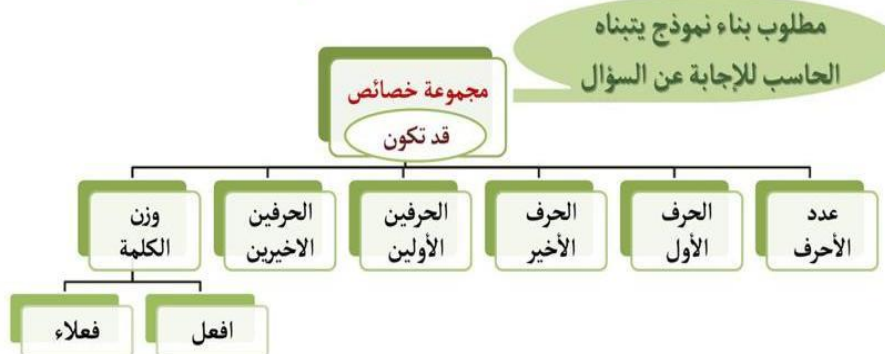 مطلوب بناء نموذج يتبناه
الحاسب للإجابة عن السؤال
مجموعة خصائص
قد تكون
عدد
الأحرف
الحرف
الأول
الحرف
الأخير
الحرفين
الأولين
الحرفين
الاخيرين
وزن
الكلمة
افعل
فعلاء